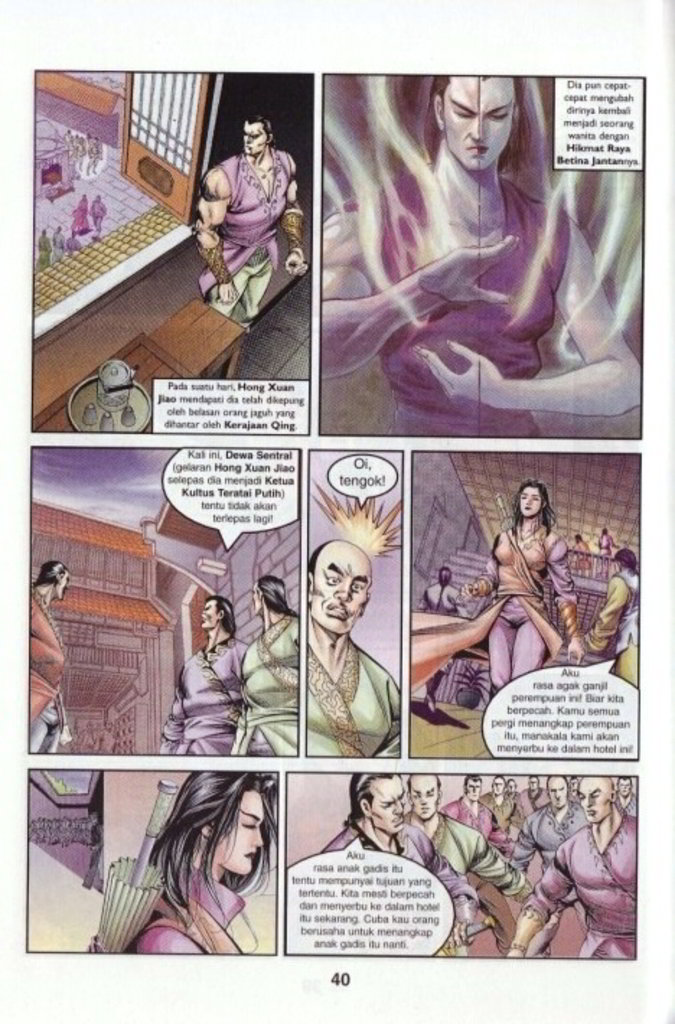 Pada suatu hari, Hong Xuan
Jiao mendapati dia telah dikepung
oleh belasan orang jaguh yang
dihantar oleh Kerajaan Qing.
Dia pun cepat-
cepat mengubah
dirinya kembali
menjadi seorang
wanita dengan
Hikmat Raya
Betina Jantannya.
Kali ini, Dewa Sentral
(gelaran Hong Xuan Jiao
selepas dia menjadi Ketua
Kultus Teratai Putih)
tentu tidak akan
terlepas lagi!
Oi,
tengok!
Aku
rasa agak ganjil
perempuan ini! Biar kita
berpecah. Kamu semua
pergi menangkap perempuan
itu, manakala kami akan
menyerbu ke dalam hotel ini!
Aku
rasa anak gadis itu
tentu mempunyai tujuan yang
tertentu. Kita mesti berpecah
dan menyerbu ke dalam hotel
itu sekarang. Cuba kau orang
berusaha untuk menangkap
anak gadis itu nanti.
40